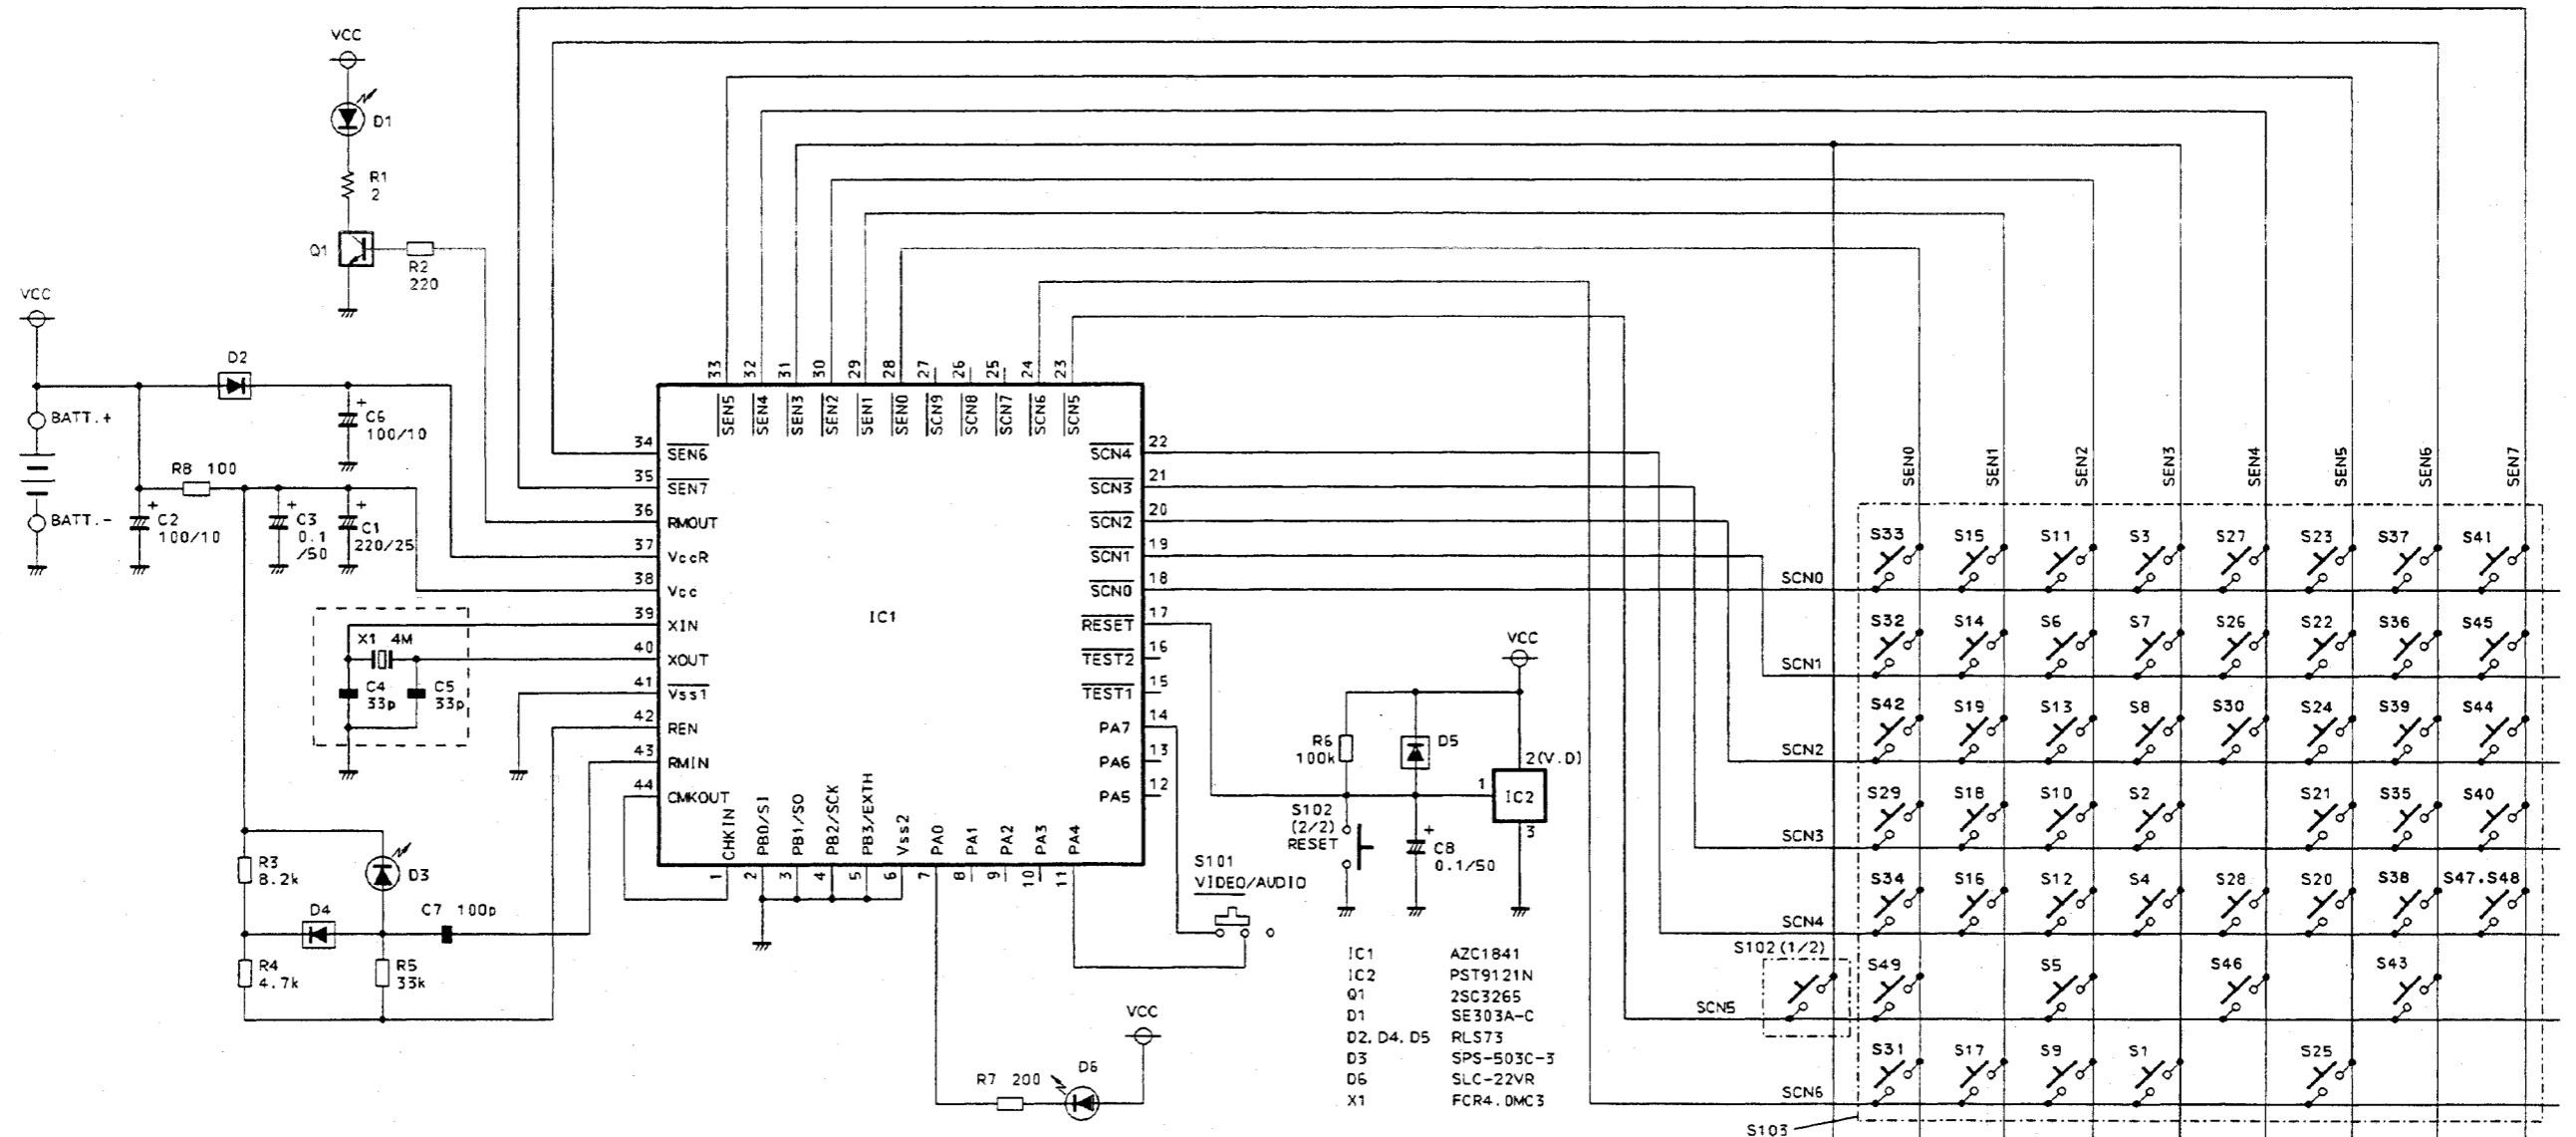 VCC
D1
R1
2
Q1
R2
220
VCC
D2
BATT.+
C6
100/10
R8 100
BATT.-
C2
100/10
C3
0.1
/50
C1
220/25
X1 4M
C4
33p
C5
33p
R3
8.2k
D3
D4
C7 100p
R4
4.7k
R5
33k
33 32 31 30 29 28 27 26 25 24 23
SEN5 SEN4 SEN3 SEN2 SEN1 SEN0 SCN9 SCN8 SCN7 SCN6 SCN5
34 SEN6
35 SEN7
36 RMOUT
37 VccR
38 Vcc
39 XIN
40 XOUT
41 Vss1
42 REN
43 RMIN
44 CMKOUT
IC1
SCN4 22
SCN3 21
SCN2 20
SCN1 19
SCN0 18
RESET 17
TEST2 16
TEST1 15
PA7 14
PA6 13
PA5 12
CHKIN PB0/SI PB1/SO PB2/SCK PB3/EXTH Vss2 PA0 PA1 PA2 PA3 PA4
1 2 3 4 5 6 7 8 9 10 11
S101
VIDEO/AUDIO
R7 200
D6
VCC
VCC
R6
100k
D5
2(V.D)
1
IC2
3
S102
(2/2)
RESET
C8
0.1/50
IC1 AZC1841
IC2 PST9121N
Q1 2SC3265
D1 SE303A-C
D2, D4, D5 RLS73
D3 SPS-503C-3
D6 SLC-22VR
X1 FCR4.0MC3
SEN0 SEN1 SEN2 SEN3 SEN4 SEN5 SEN6 SEN7
S33 S15 S11 S3 S27 S23 S37 S41
SCN0
S32 S14 S6 S7 S26 S22 S36 S45
SCN1
S42 S19 S13 S8 S30 S24 S39 S44
SCN2
S29 S18 S10 S2 S21 S35 S40
SCN3
S34 S16 S12 S4 S28 S20 S38 S47.S48
SCN4
S102(1/2)
S49 S5 S46 S43
SCN5
S31 S17 S9 S1 S25
SCN6
S103